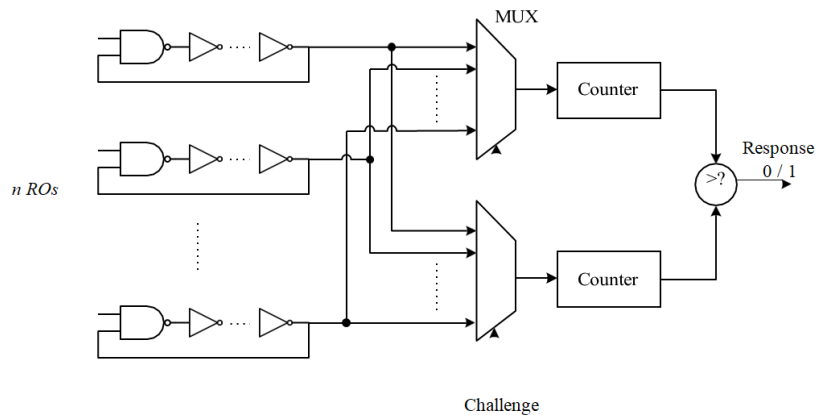 MUX
Counter
Response
0 / 1
>?
n ROs
Counter
Challenge